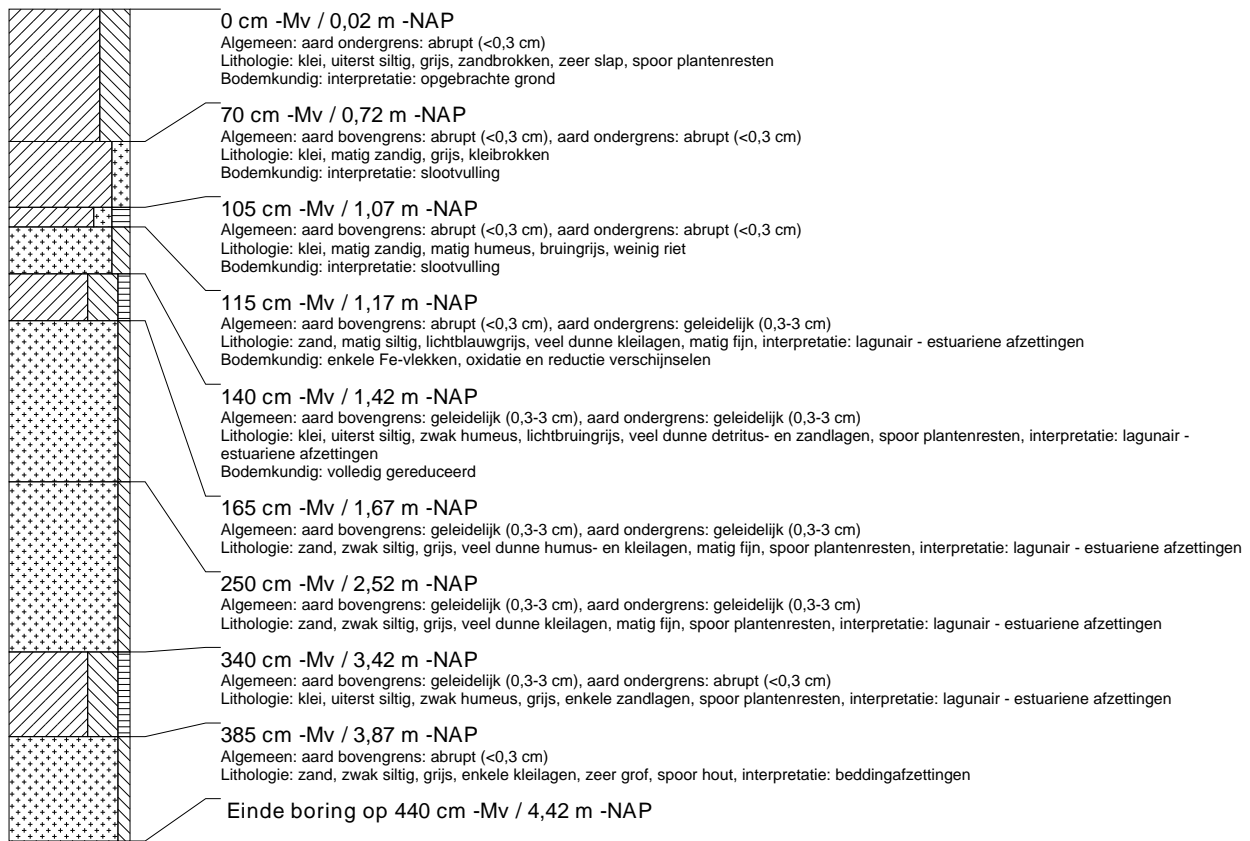 0 cm -Mv / 0,02 m -NAP
Algemeen: aard ondergrens: abrupt (<0,3 cm)
Lithologie: klei, uiterst siltig, grijs, zandbrokken, zeer slap, spoor plantenresten
Bodemkundig: interpretatie: opgebrachte grond
70 cm -Mv / 0,72 m -NAP
Algemeen: aard bovengrens: abrupt (<0,3 cm), aard ondergrens: abrupt (<0,3 cm)
Lithologie: klei, matig zandig, grijs, kleibrokken
Bodemkundig: interpretatie: slootvulling
105 cm -Mv / 1,07 m -NAP
Algemeen: aard bovengrens: abrupt (<0,3 cm), aard ondergrens: abrupt (<0,3 cm)
Lithologie: klei, matig zandig, matig humeus, bruingrijs, weinig riet
Bodemkundig: interpretatie: slootvulling
115 cm -Mv / 1,17 m -NAP
Algemeen: aard bovengrens: abrupt (<0,3 cm), aard ondergrens: geleidelijk (0,3-3 cm)
Lithologie: zand, matig siltig, lichtblauwgrijs, veel dunne kleilagen, matig fijn, interpretatie: lagunair - estuariene afzettingen
Bodemkundig: enkele Fe-vlekken, oxidatie en reductie verschijnselen
140 cm -Mv / 1,42 m -NAP
Algemeen: aard bovengrens: geleidelijk (0,3-3 cm), aard ondergrens: geleidelijk (0,3-3 cm)
Lithologie: klei, uiterst siltig, zwak humeus, lichtbruingrijs, veel dunne detritus- en zandlagen, spoor plantenresten, interpretatie: lagunair -
estuariene afzettingen
Bodemkundig: volledig gereduceerd
165 cm -Mv / 1,67 m -NAP
Algemeen: aard bovengrens: geleidelijk (0,3-3 cm), aard ondergrens: geleidelijk (0,3-3 cm)
Lithologie: zand, zwak siltig, grijs, veel dunne humus- en kleilagen, matig fijn, spoor plantenresten, interpretatie: lagunair - estuariene afzettingen
250 cm -Mv / 2,52 m -NAP
Algemeen: aard bovengrens: geleidelijk (0,3-3 cm), aard ondergrens: geleidelijk (0,3-3 cm)
Lithologie: zand, zwak siltig, grijs, veel dunne kleilagen, matig fijn, spoor plantenresten, interpretatie: lagunair - estuariene afzettingen
340 cm -Mv / 3,42 m -NAP
Algemeen: aard bovengrens: geleidelijk (0,3-3 cm), aard ondergrens: abrupt (<0,3 cm)
Lithologie: klei, uiterst siltig, zwak humeus, grijs, enkele zandlagen, spoor plantenresten, interpretatie: lagunair - estuariene afzettingen
385 cm -Mv / 3,87 m -NAP
Algemeen: aard bovengrens: abrupt (<0,3 cm)
Lithologie: zand, zwak siltig, grijs, enkele kleilagen, zeer grof, spoor hout, interpretatie: beddingafzettingen
Einde boring op 440 cm -Mv / 4,42 m -NAP